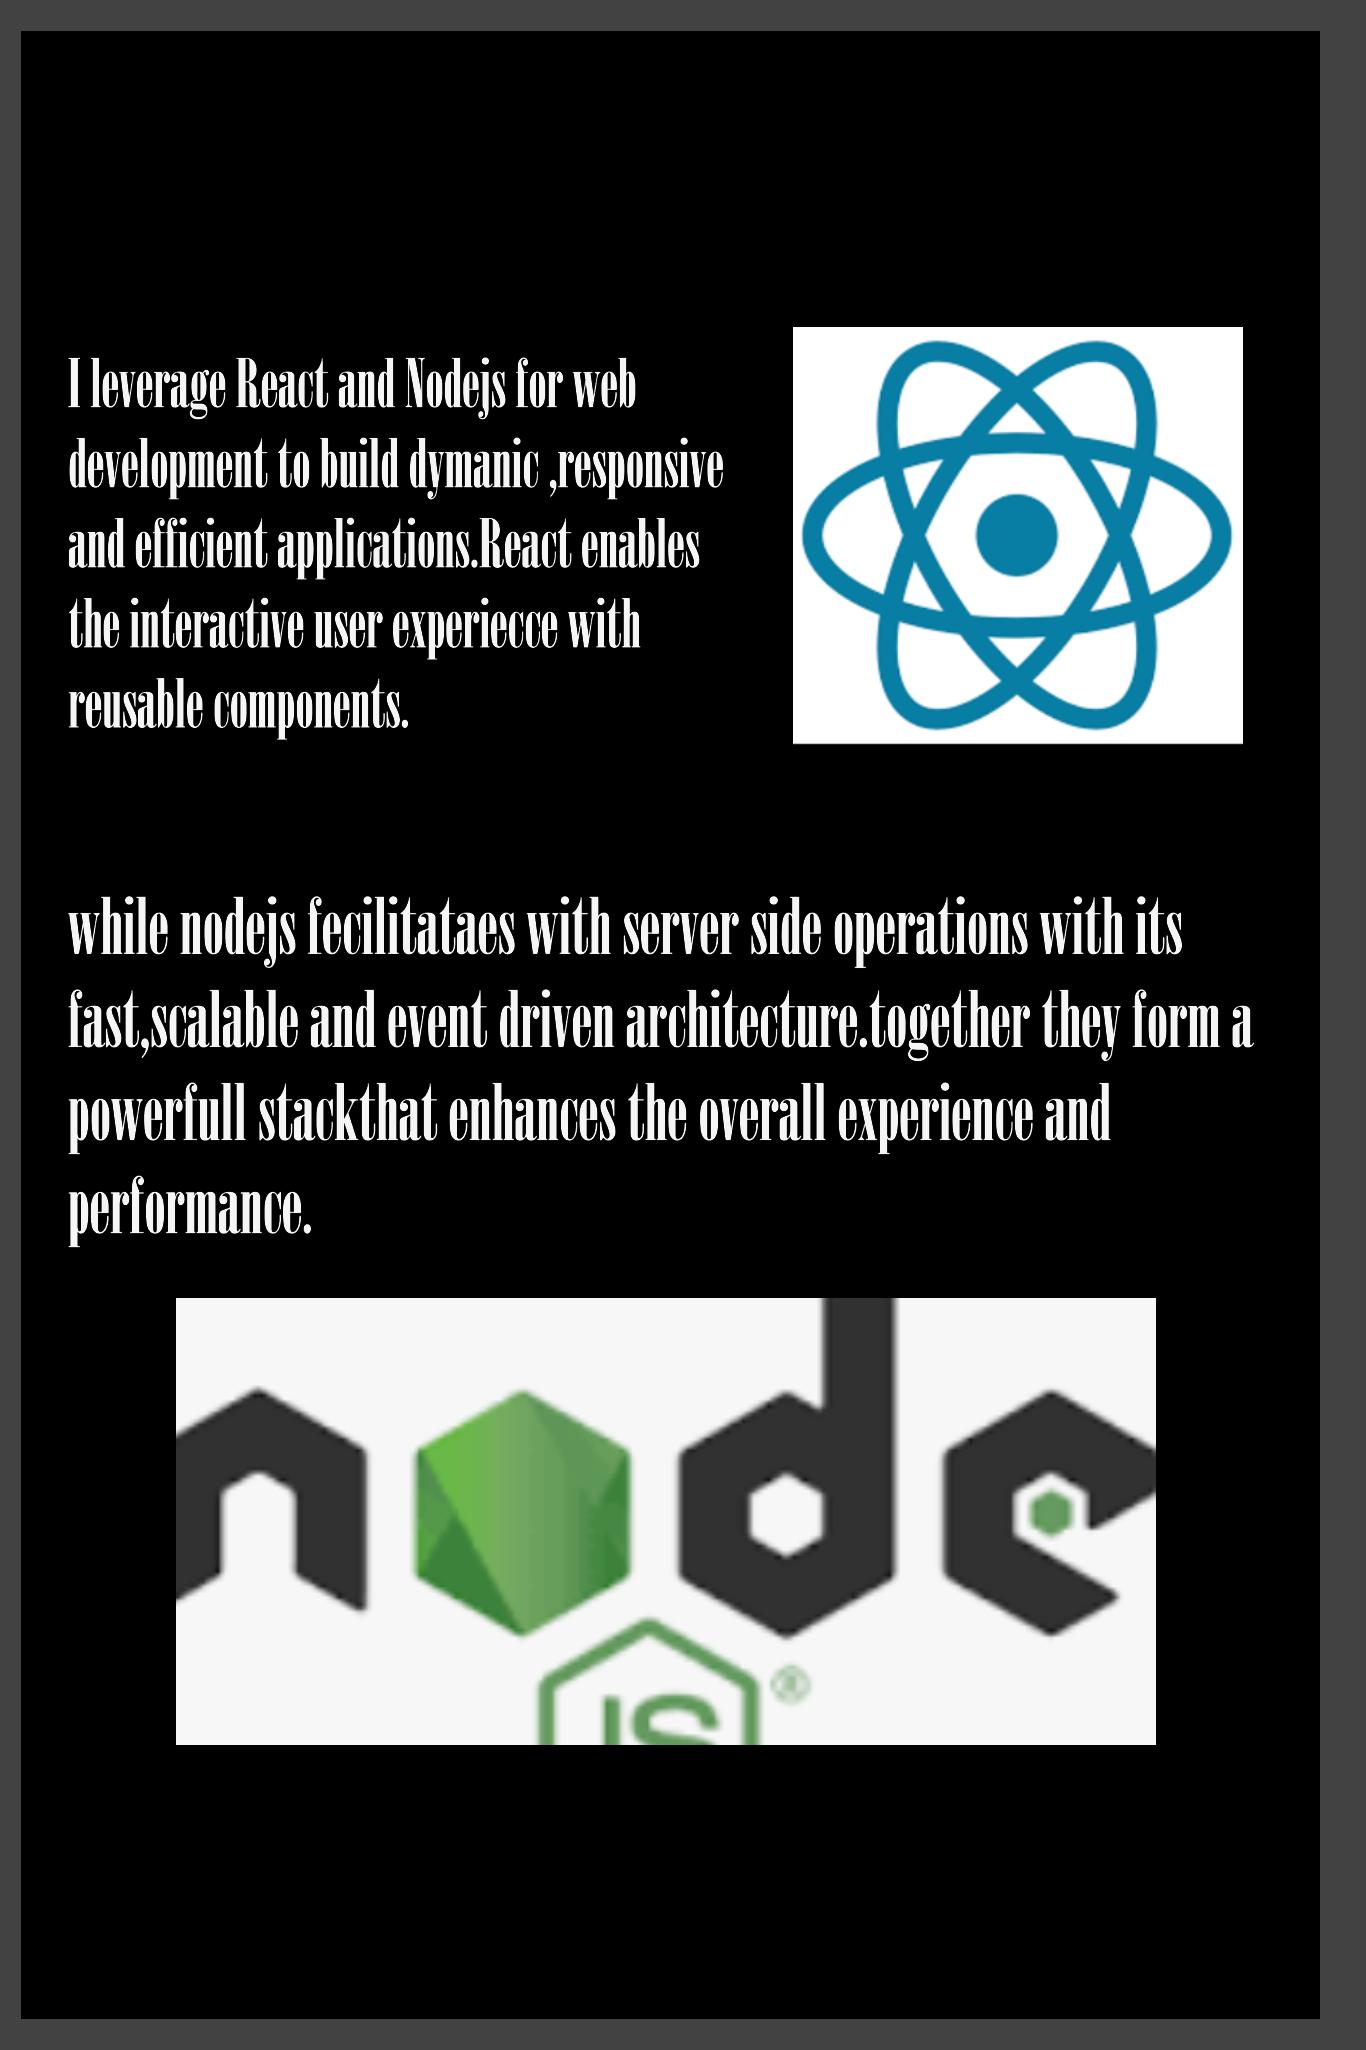 I leverage React and Nodejs for web
development to build dymanic ,responsive
and efficient applications.React enables
the interactive user experiecce with
reusable components.
while nodejs fecilitataes with server side operations with its
fast,scalable and event driven architecture.together they form a
powerfull stackthat enhances the overall experience and
performance.
node
JS ®